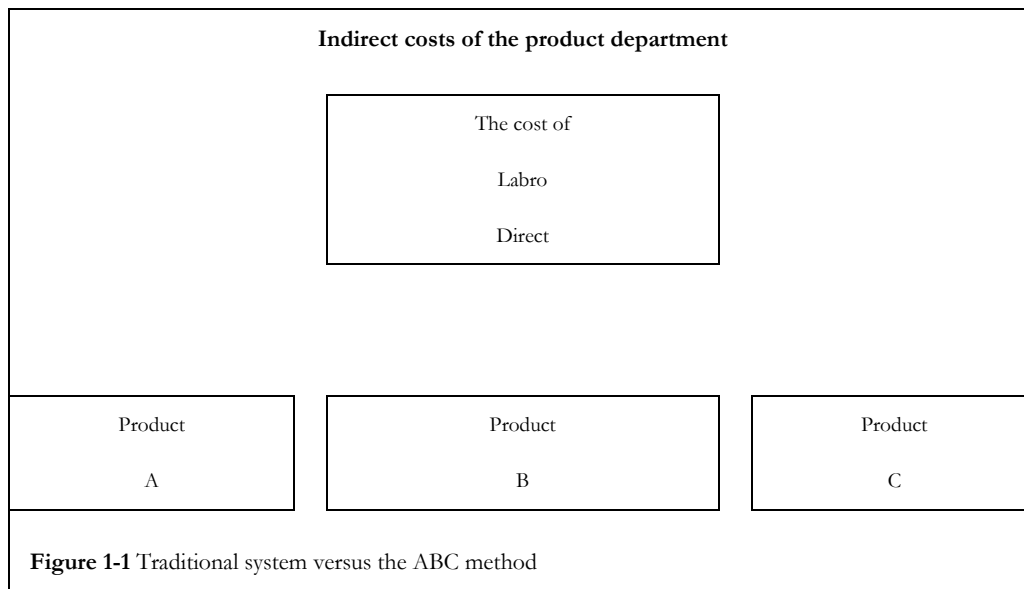 Indirect costs of the product department
The cost of
Labro
Direct
Product
Product
Product
A
B
C
Figure 1-1 Traditional system versus the ABC method